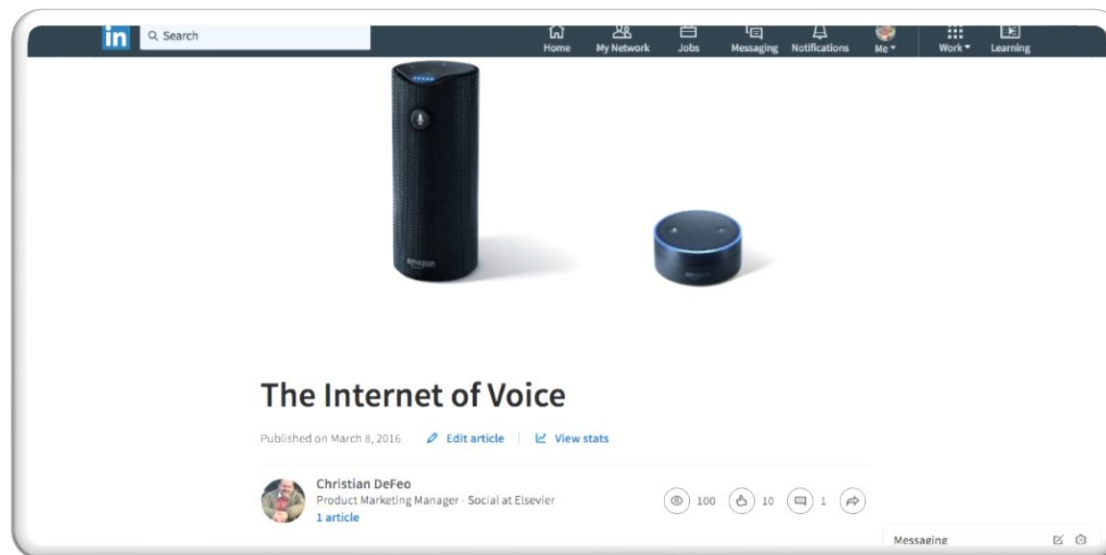 in Search
Home My Network Jobs Messaging Notifications Me Work Learning
amazon
The Internet of Voice
Published on March 8, 2016 Edit article View stats
Christian DeFeo
Product Marketing Manager - Social at Elsevier
1 article
100 10 1
Messaging